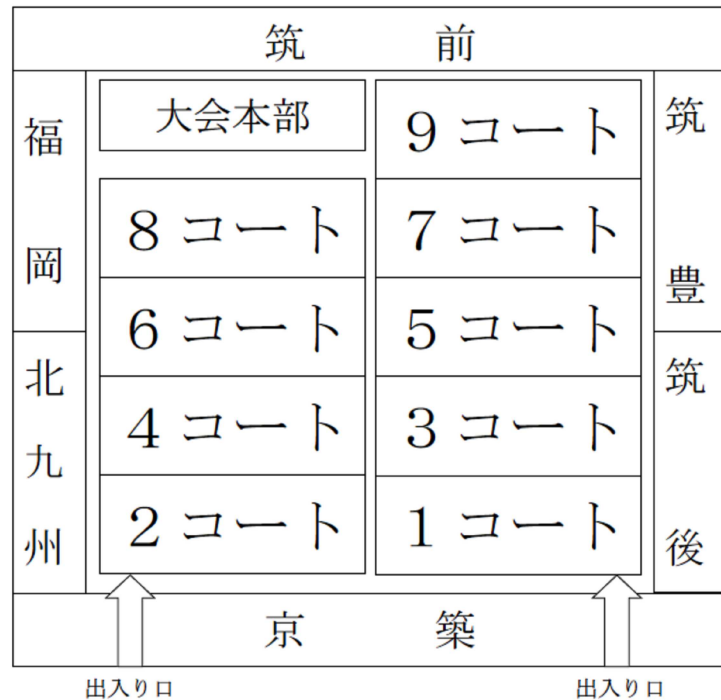 筑 前
福岡
大会本部
9 コート
筑豊
8 コート
7 コート
6 コート
5 コート
北九州
4 コート
3 コート
筑後
2 コート
1 コート
京 築
出入り口
出入り口